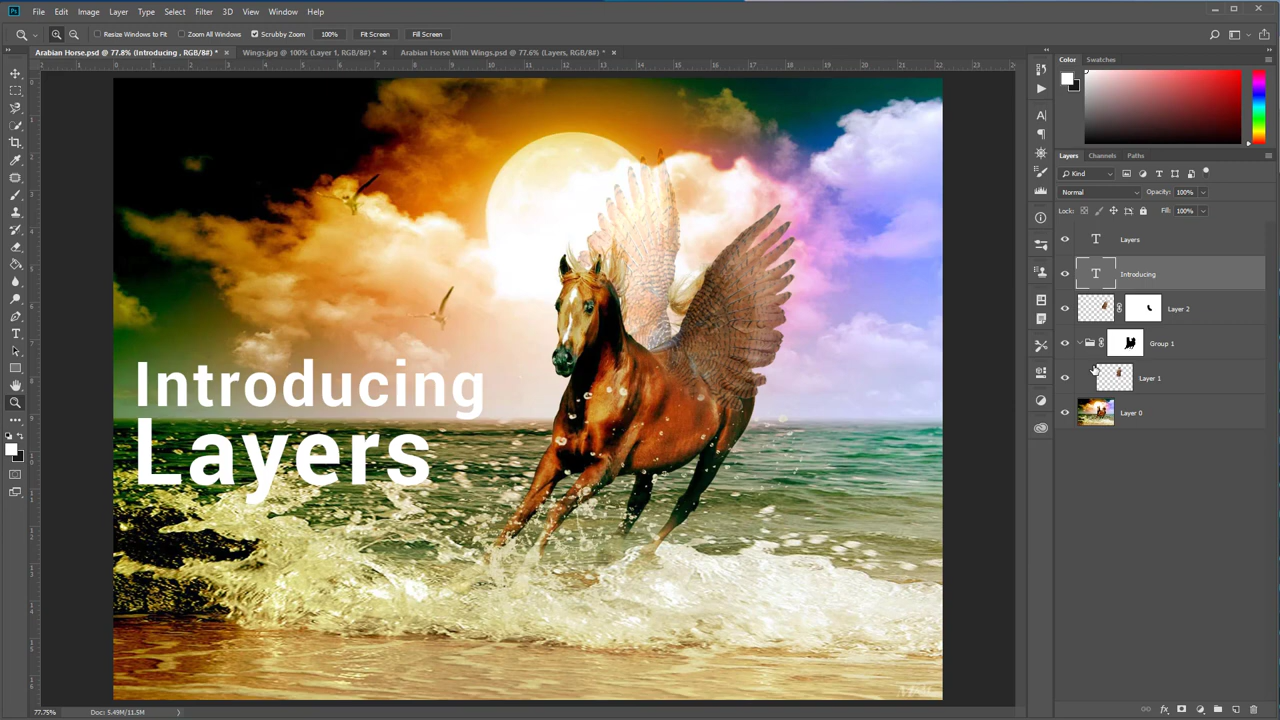 Ps File Edit Image Layer Type Select Filter 3D View Window Help
Resize Windows to Fit Zoom All Windows Scrubby Zoom 100% Fit Screen Fill Screen
Arabian Horse.psd @ 77.8% (Introducing , RGB/8#) * Wings.jpg @ 100% (Layer 1, RGB/8#) * Arabian Horse With Wings.psd @ 77.6% (Layers, RGB/8#) *
Color Swatches
Layers Channels Paths
Kind
Normal Opacity: 100%
Lock: Fill: 100%
Layers
Introducing
Layer 2
Group 1
Layer 1
Layer 0
Introducing
Layers
77.75% Doc: 5.49M/11.5M